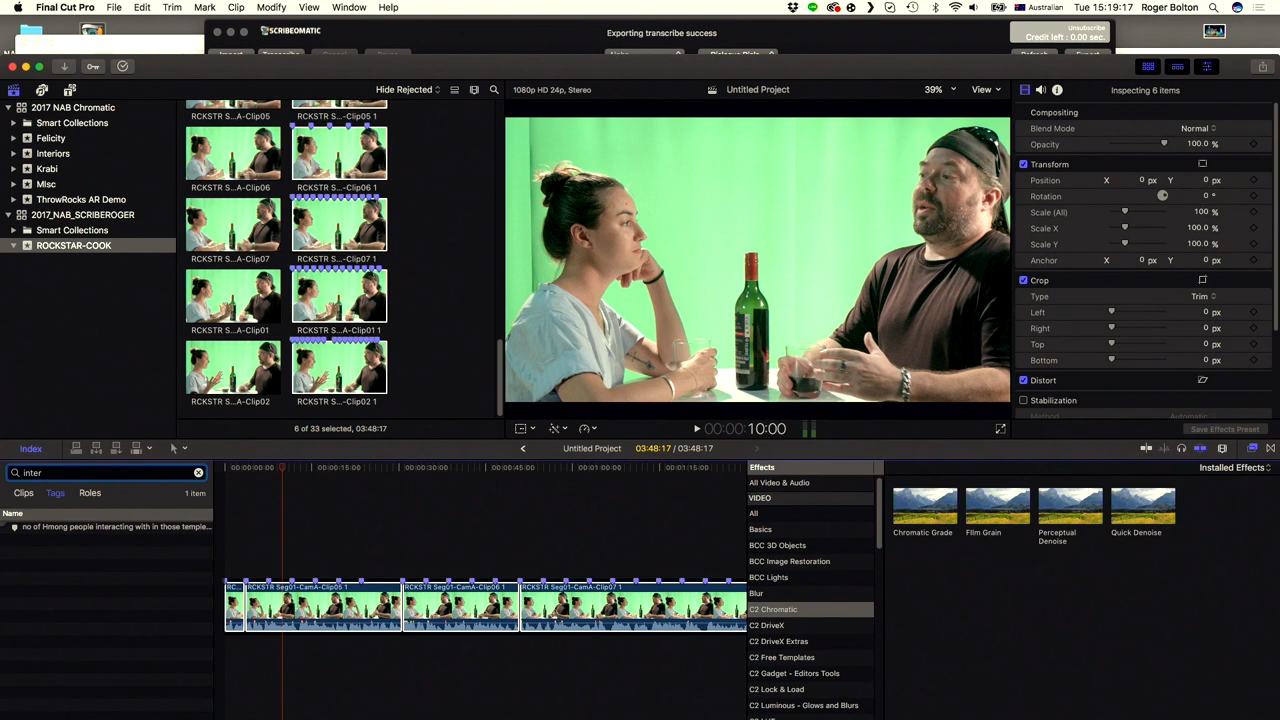 Final Cut Pro File Edit Trim Mark Clip Modify View Window Help Australian Tue 15:19:17 Roger Bolton
SCRIBEOMATIC
Exporting transcribe success
Unsubscribe
Credit left : 0.00 sec.
Hide Rejected
1080p HD 24p, Stereo
Untitled Project
39%
View
Inspecting 6 items
2017 NAB Chromatic
Smart Collections
Felicity
Interiors
Krabi
MIsc
ThrowRocks AR Demo
2017_NAB_SCRIBEROGER
Smart Collections
ROCKSTAR-COOK
RCKSTR S...A-Clip05
RCKSTR S...-Clip05 1
RCKSTR S...A-Clip06
RCKSTR S...-Clip06 1
RCKSTR S...A-Clip07
RCKSTR S...-Clip07 1
RCKSTR S...A-Clip01
RCKSTR S...A-Clip01 1
RCKSTR S...A-Clip02
RCKSTR S...-Clip02 1
6 of 33 selected, 03:48:17
00:00:00:10:00
Compositing
Blend Mode Normal
Opacity 100.0 %
Transform
Position X 0 px Y 0 px
Rotation 0 °
Scale (All) 100 %
Scale X 100.0 %
Scale Y 100.0 %
Anchor X 0 px Y 0 px
Crop
Type Trim
Left 0 px
Right 0 px
Top 0 px
Bottom 0 px
Distort
Stabilization
Method Automatic
Save Effects Preset
Index
Untitled Project
03:48:17 / 03:48:17
inter
Clips Tags Roles 1 item
Name
no of Hmong people interacting with in those temple...
00:00:00:00 00:00:15:00 00:00:30:00 00:00:45:00 00:01:00:00 00:01:15:00
RC... RCKSTR Seg01-CamA-Clip05 1 RCKSTR Seg01-CamA-Clip06 1 RCKSTR Seg01-CamA-Clip07 1
Effects
Installed Effects
All Video & Audio
VIDEO
All
Basics
BCC 3D Objects
BCC Image Restoration
BCC Lights
Blur
C2 Chromatic
C2 DriveX
C2 DriveX Extras
C2 Free Templates
C2 Gadget - Editors Tools
C2 Lock & Load
C2 Luminous - Glows and Blurs
Chromatic Grade
FIlm Grain
Perceptual Denoise
Quick Denoise